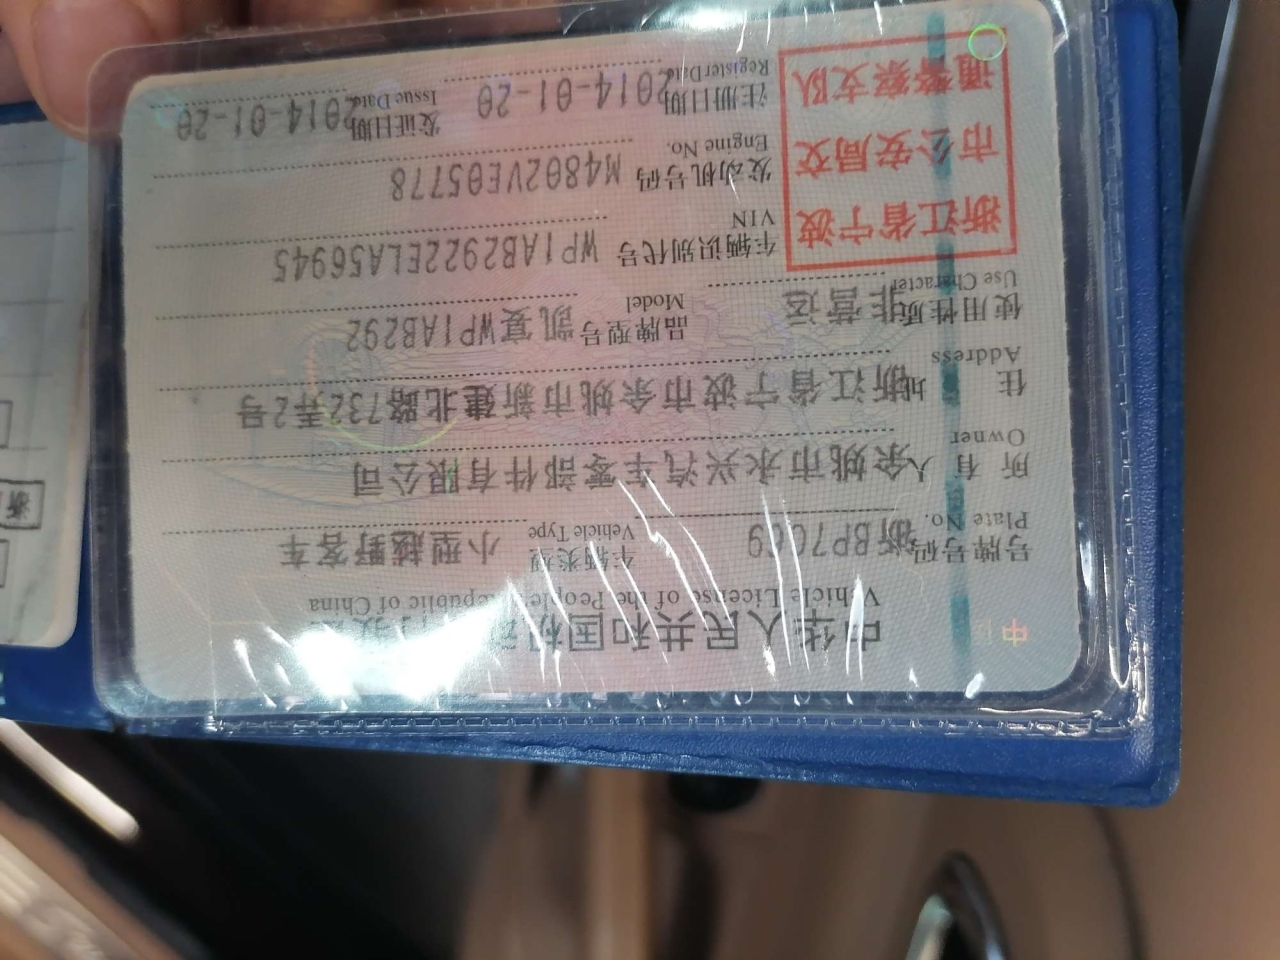 中华人民共和国机动车行驶证
Vehicle License of the People's Republic of China
号牌号码 浙BP7C69 车辆类型 小型越野客车
Plate No. Vehicle Type
所有人 余姚市永兴汽车零部件有限公司
Owner
住址 浙江省宁波市余姚市新建北路732弄2号
Address
使用性质 非营运 品牌型号 凯宴WP1AB292
Use Character Model
浙江省宁波
市公安局交
通警察支队
车辆识别代号 WP1AB2922ELA56945
VIN
发动机号码 M4802VE05778
Engine No.
注册日期 2014-01-20 发证日期 2014-01-20
Register Date Issue Date